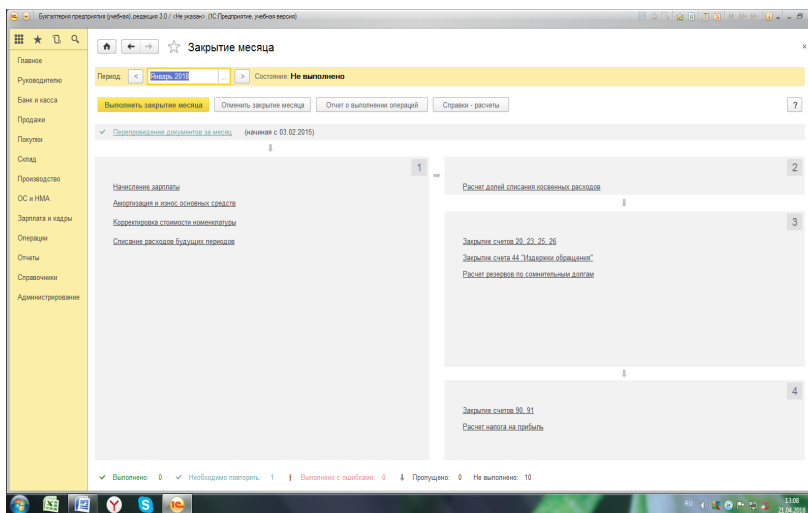 Бухгалтерия предприятия (учебная), редакция 3.0 / <Не указан> (1С:Предприятие, учебная версия)
M M+ M-
Главное
Руководителю
Банк и касса
Продажи
Покупки
Склад
Производство
ОС и НМА
Зарплата и кадры
Операции
Отчеты
Справочники
Администрирование
Закрытие месяца
Период: < Январь 2018 ... > Состояние: Не выполнено
Выполнить закрытие месяца Отменить закрытие месяца Отчет о выполнении операций Справки - расчеты ?
Перепроведение документов за месяц (начиная с 03.02.2015)
1
Начисление зарплаты
Амортизация и износ основных средств
Корректировка стоимости номенклатуры
Списание расходов будущих периодов
2
Расчет долей списания косвенных расходов
3
Закрытие счетов 20, 23, 25, 26
Закрытие счета 44 "Издержки обращения"
Расчет резервов по сомнительным долгам
4
Закрытие счетов 90, 91
Расчет налога на прибыль
Выполнено: 0 Необходимо повторить: 1 Выполнено с ошибками: 0 Пропущено: 0 Не выполнено: 10
RU 13:08
21.04.2018